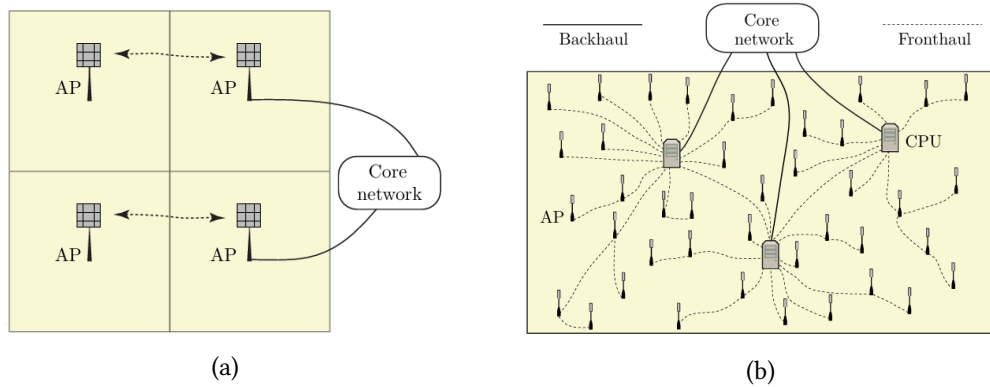 AP
AP
Core
network
AP
AP
(a)
Backhaul
Core
network
Fronthaul
CPU
AP
(b)